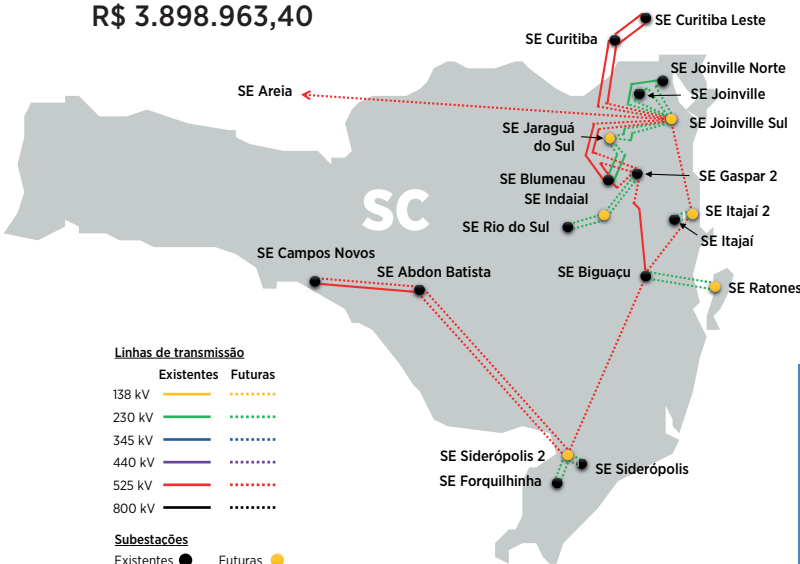 R$ 3.898.963,40
SE Curitiba Leste
SE Curitiba
SE Joinville Norte
SE Areia
SE Joinville
SE Joinville Sul
SE Jaraguá
do Sul
SE Gaspar 2
SE Blumenau
SE Indaial
SC
SE Itajaí 2
SE Rio do Sul
SE Itajaí
SE Campos Novos
SE Abdon Batista
SE Biguaçu
SE Ratones
Linhas de transmissão
Existentes Futuras
138 kV
230 kV
345 kV
440 kV
525 kV
800 kV
SE Siderópolis 2
SE Siderópolis
SE Forquilhinha
Subestações
Existentes Futuras